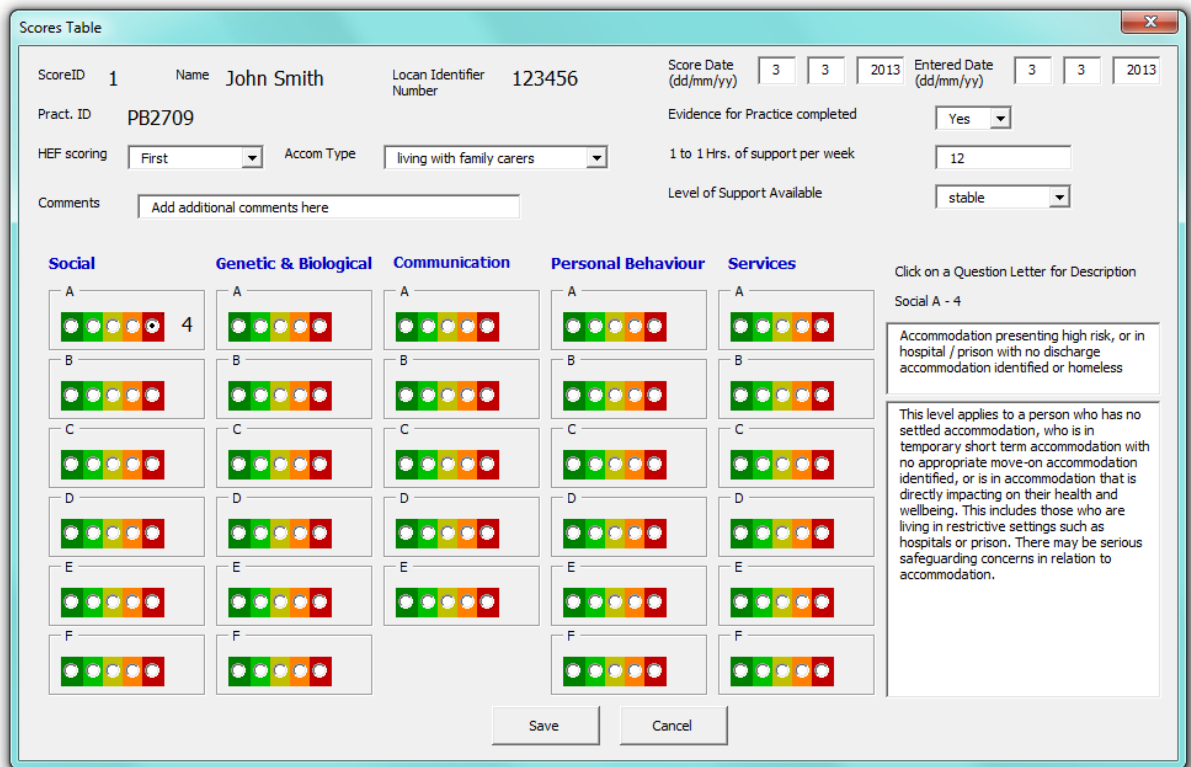 Scores Table
X
ScoreID 1 Name John Smith Locan Identifier Number 123456
Score Date (dd/mm/yy) 3 3 2013 Entered Date (dd/mm/yy) 3 3 2013
Pract. ID PB2709
Evidence for Practice completed Yes
HEF scoring First Accom Type living with family carers
1 to 1 Hrs. of support per week 12
Comments Add additional comments here
Level of Support Available stable
Social Genetic & Biological Communication Personal Behaviour Services
A 4 A A A A
B B B B B
C C C C C
D D D D D
E E E E E
F F F F
Click on a Question Letter for Description
Social A - 4
Accommodation presenting high risk, or in
hospital / prison with no discharge
accommodation identified or homeless
This level applies to a person who has no
settled accommodation, who is in
temporary short term accommodation with
no appropriate move-on accommodation
identified, or is in accommodation that is
directly impacting on their health and
wellbeing. This includes those who are
living in restrictive settings such as
hospitals or prison. There may be serious
safeguarding concerns in relation to
accommodation.
Save Cancel